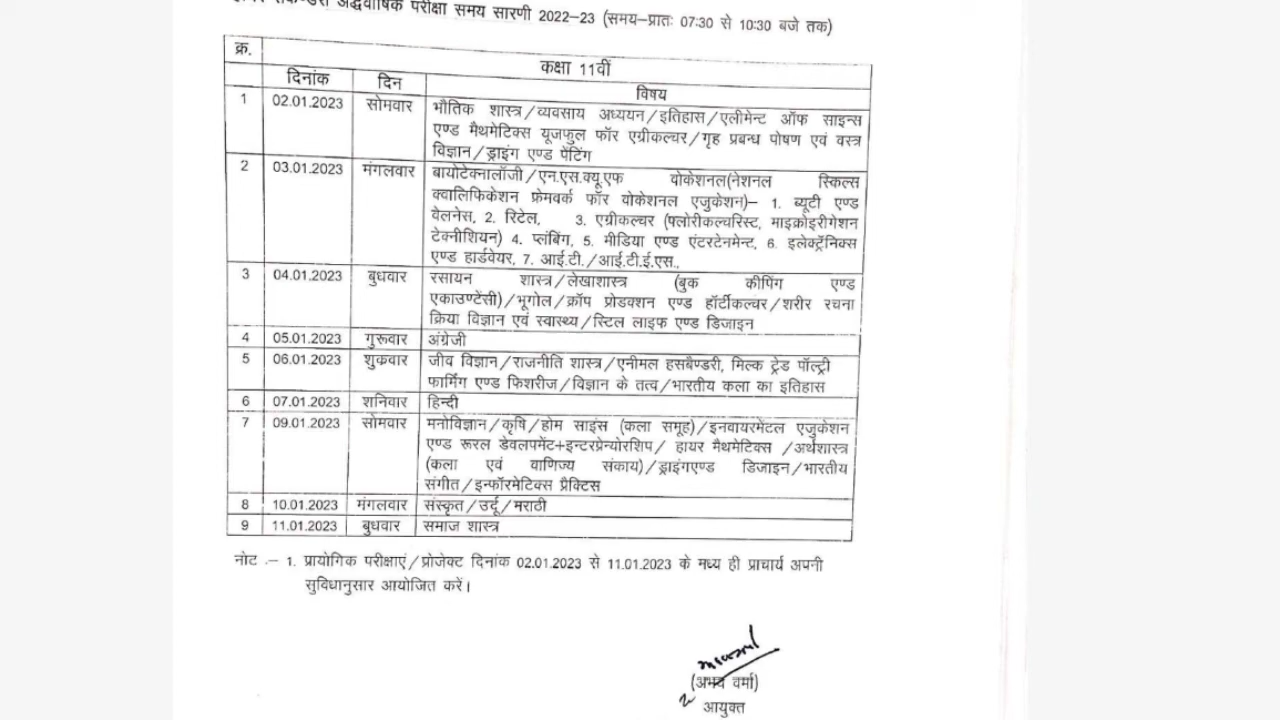 अर्द्धवार्षिक परीक्षा समय सारणी 2022-23 (समय-प्रातः 07:30 से 10:30 बजे तक)
क्र. कक्षा 11वीं
दिनांक दिन विषय
1 02.01.2023 सोमवार भौतिक शास्त्र/व्यवसाय अध्ययन/इतिहास/एलीमेन्ट ऑफ साइन्स
एण्ड मैथमेटिक्स यूजफुल फॉर एग्रीकल्चर/गृह प्रबन्ध पोषण एवं वस्त्र
विज्ञान/ड्राइंग एण्ड पेंटिंग
2 03.01.2023 मंगलवार बायोटेक्नालॉजी/एन.एस.क्यू.एफ वोकेशनल(नेशनल स्किल्स
क्वालिफिकेशन फ्रेमवर्क फॉर वोकेशनल एजुकेशन)- 1. ब्यूटी एण्ड
वेलनेस, 2. रिटेल, 3. एग्रीकल्चर (फ्लोरीकल्चरिस्ट, माइक्रोइरीगेशन
टेक्नीशियन) 4. प्लंबिंग, 5. मीडिया एण्ड एंटरटेनमेन्ट, 6. इलेक्ट्रॅनिक्स
एण्ड हार्डवेयर, 7. आई.टी./आई.टी.ई.एस.,
3 04.01.2023 बुधवार रसायन शास्त्र/लेखाशास्त्र (बुक कीपिंग एण्ड
एकाउण्टेंसी)/भूगोल/क्रॉप प्रोडक्शन एण्ड हॉर्टीकल्चर/शरीर रचना
क्रिया विज्ञान एवं स्वास्थ्य/स्टिल लाइफ एण्ड डिजाइन
4 05.01.2023 गुरूवार अंग्रेजी
5 06.01.2023 शुक्रवार जीव विज्ञान/राजनीति शास्त्र/एनीमल हसबैण्डरी, मिल्क ट्रेड पॉल्ट्री
फार्मिंग एण्ड फिशरीज/विज्ञान के तत्व/भारतीय कला का इतिहास
6 07.01.2023 शनिवार हिन्दी
7 09.01.2023 सोमवार मनोविज्ञान/कृषि/होम साइंस (कला समूह)/इनवायरमेंटल एजुकेशन
एण्ड रूरल डेवलपमेंट+इन्टरप्रेन्योरशिप/ हायर मैथमेटिक्स /अर्थशास्त्र
(कला एवं वाणिज्य संकाय)/ड्राइंगएण्ड डिजाइन/भारतीय
संगीत/इन्फॉरमेटिक्स प्रैक्टिस
8 10.01.2023 मंगलवार संस्कृत/उर्दू/मराठी
9 11.01.2023 बुधवार समाज शास्त्र
नोट :- 1. प्रायोगिक परीक्षाएं/प्रोजेक्ट दिनांक 02.01.2023 से 11.01.2023 के मध्य ही प्राचार्य अपनी
सुविधानुसार आयोजित करें।
(अभय वर्मा)
आयुक्त